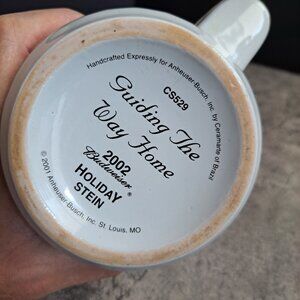 Handcrafted Expressly for Anheuser-Busch, Inc. by Ceramarte of Brazil
CS529
Guiding The
Way Home
2002
Budweiser®
HOLIDAY
STEIN
© 2001 Anheuser-Busch, Inc. St. Louis, MO